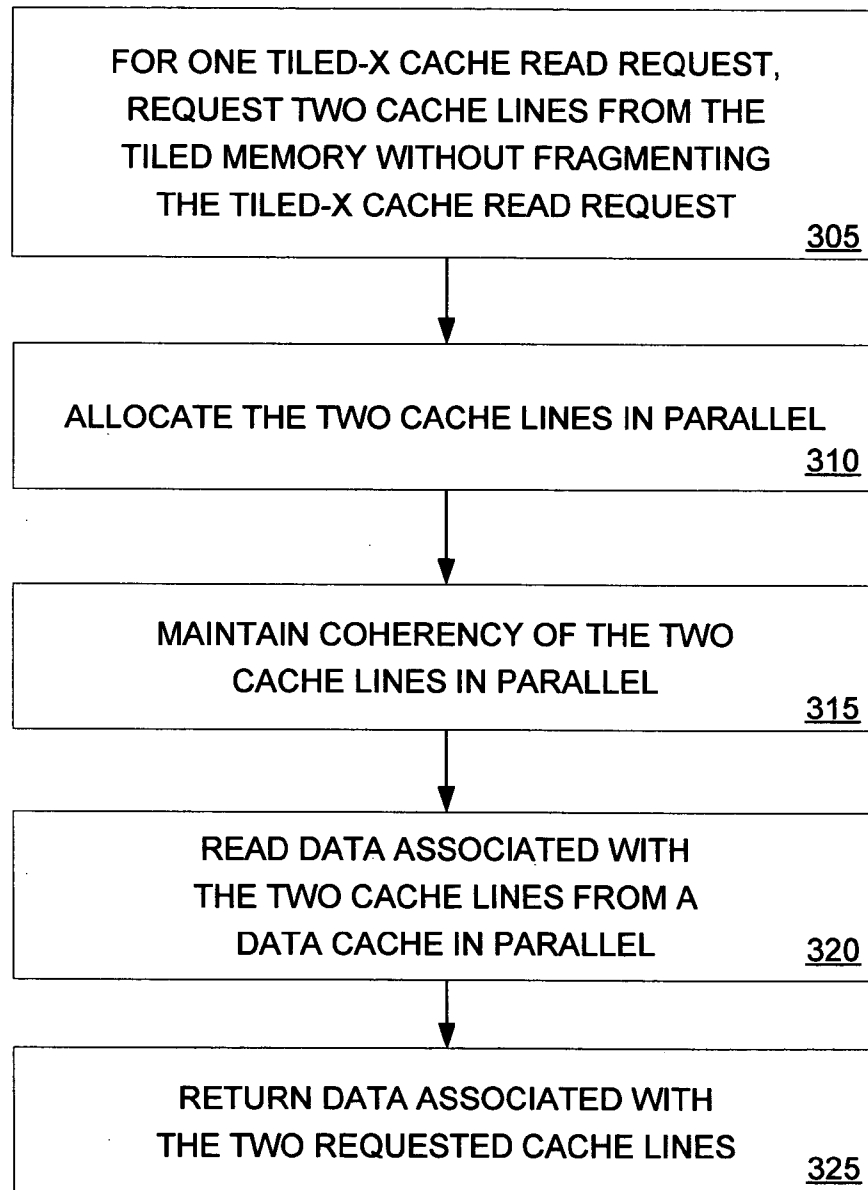 FOR ONE TILED-X CACHE READ REQUEST,
REQUEST TWO CACHE LINES FROM THE
TILED MEMORY WITHOUT FRAGMENTING
THE TILED-X CACHE READ REQUEST
305
ALLOCATE THE TWO CACHE LINES IN PARALLEL
310
MAINTAIN COHERENCY OF THE TWO
CACHE LINES IN PARALLEL
315
READ DATA ASSOCIATED WITH
THE TWO CACHE LINES FROM A
DATA CACHE IN PARALLEL
320
RETURN DATA ASSOCIATED WITH
THE TWO REQUESTED CACHE LINES
325